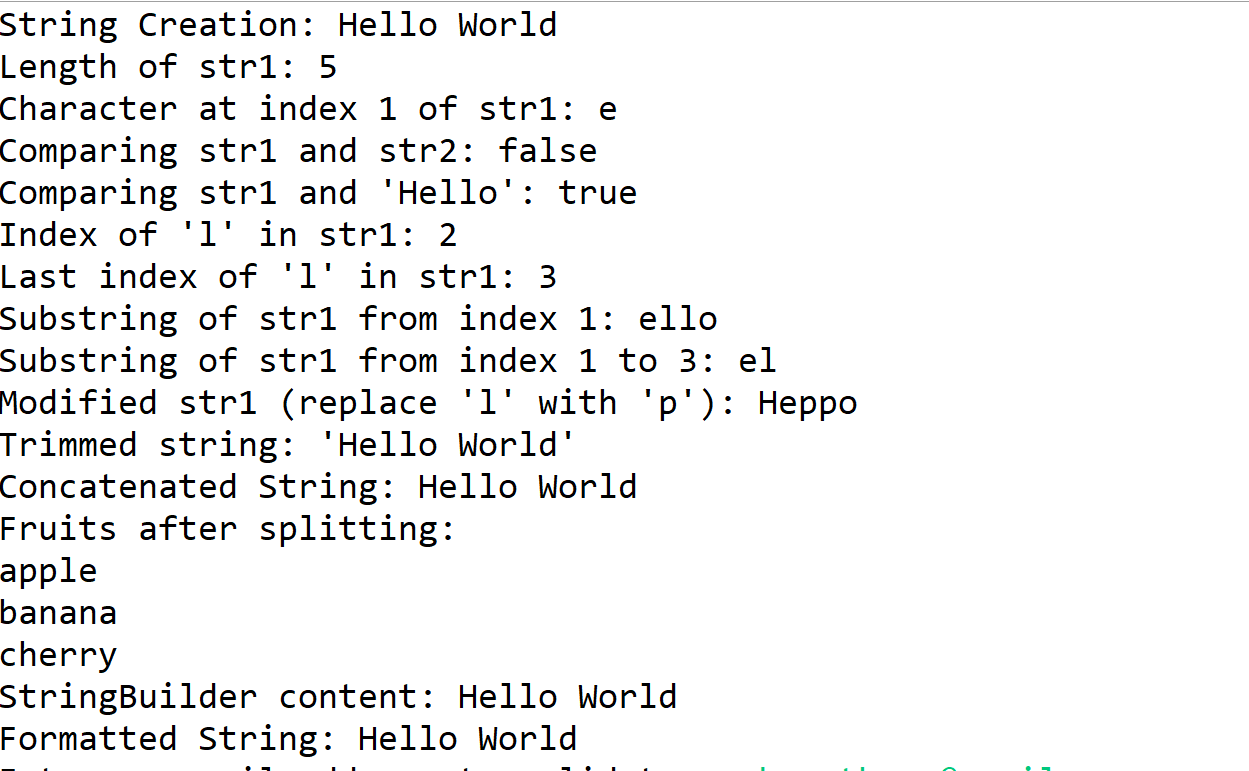 String Creation: Hello World
Length of str1: 5
Character at index 1 of str1: e
Comparing str1 and str2: false
Comparing str1 and 'Hello': true
Index of 'l' in str1: 2
Last index of 'l' in str1: 3
Substring of str1 from index 1: ello
Substring of str1 from index 1 to 3: el
Modified str1 (replace 'l' with 'p'): Heppo
Trimmed string: 'Hello World'
Concatenated String: Hello World
Fruits after splitting:
apple
banana
cherry
StringBuilder content: Hello World
Formatted String: Hello World